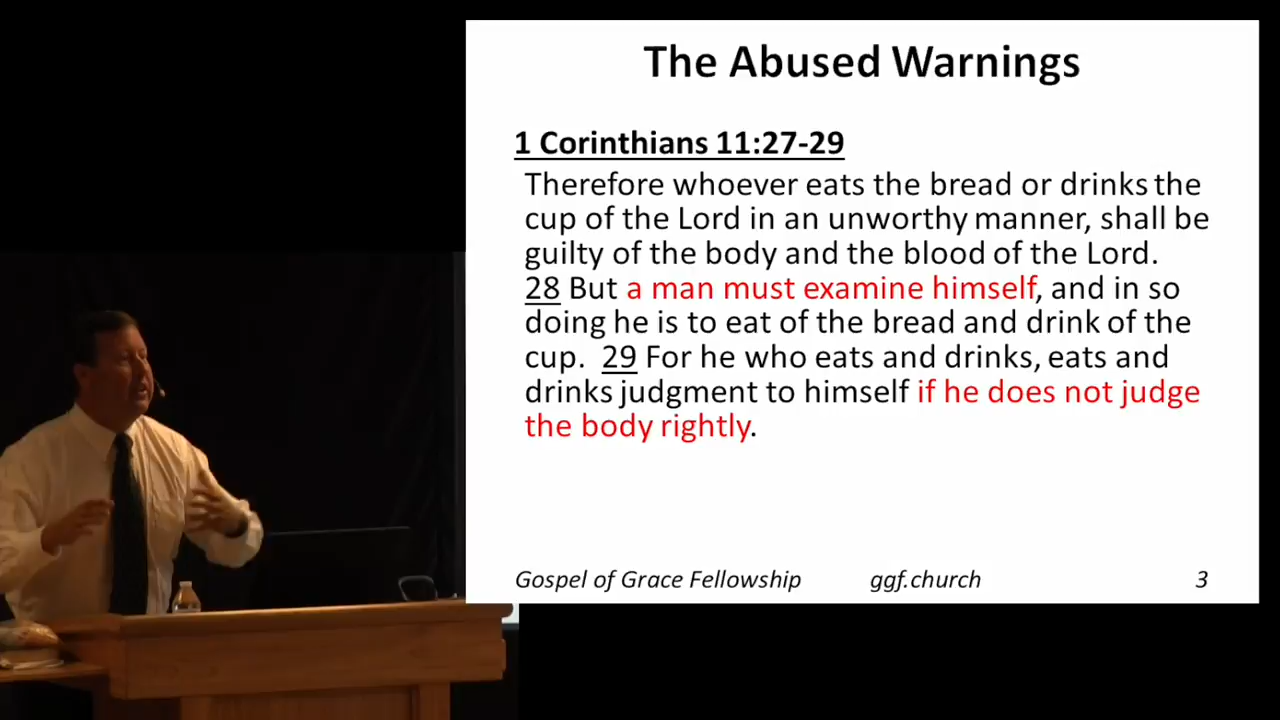 The Abused Warnings
1 Corinthians 11:27-29
Therefore whoever eats the bread or drinks the
cup of the Lord in an unworthy manner, shall be
guilty of the body and the blood of the Lord.
28 But a man must examine himself, and in so
doing he is to eat of the bread and drink of the
cup. 29 For he who eats and drinks, eats and
drinks judgment to himself if he does not judge
the body rightly.
Gospel of Grace Fellowship ggf.church 3